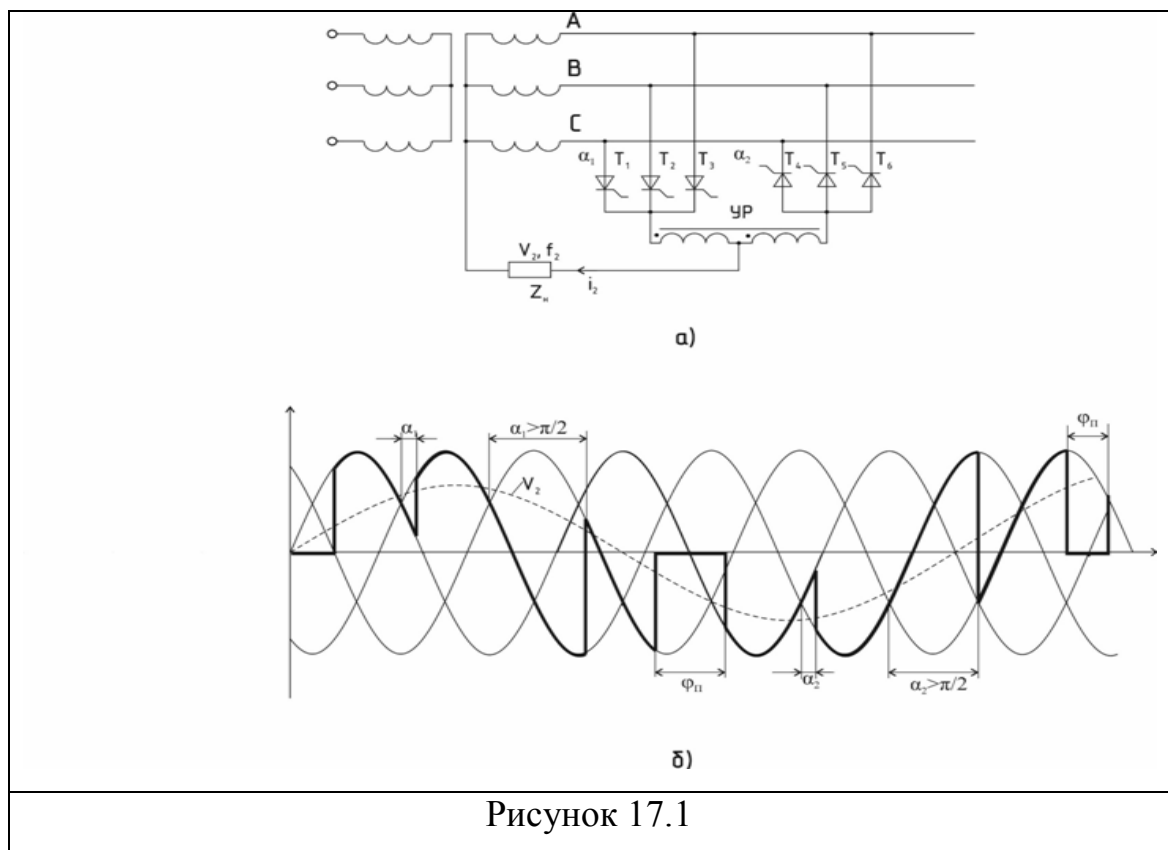 A
B
C
α₁ T₁ T₂ T₃ α₂ T₄ T₅ T₆
УР
V₂, f₂
Zн
i₂
а)
α₁ α₁>π/2 φп
V₂
φп α₂ α₂>π/2
б)
Рисунок 17.1